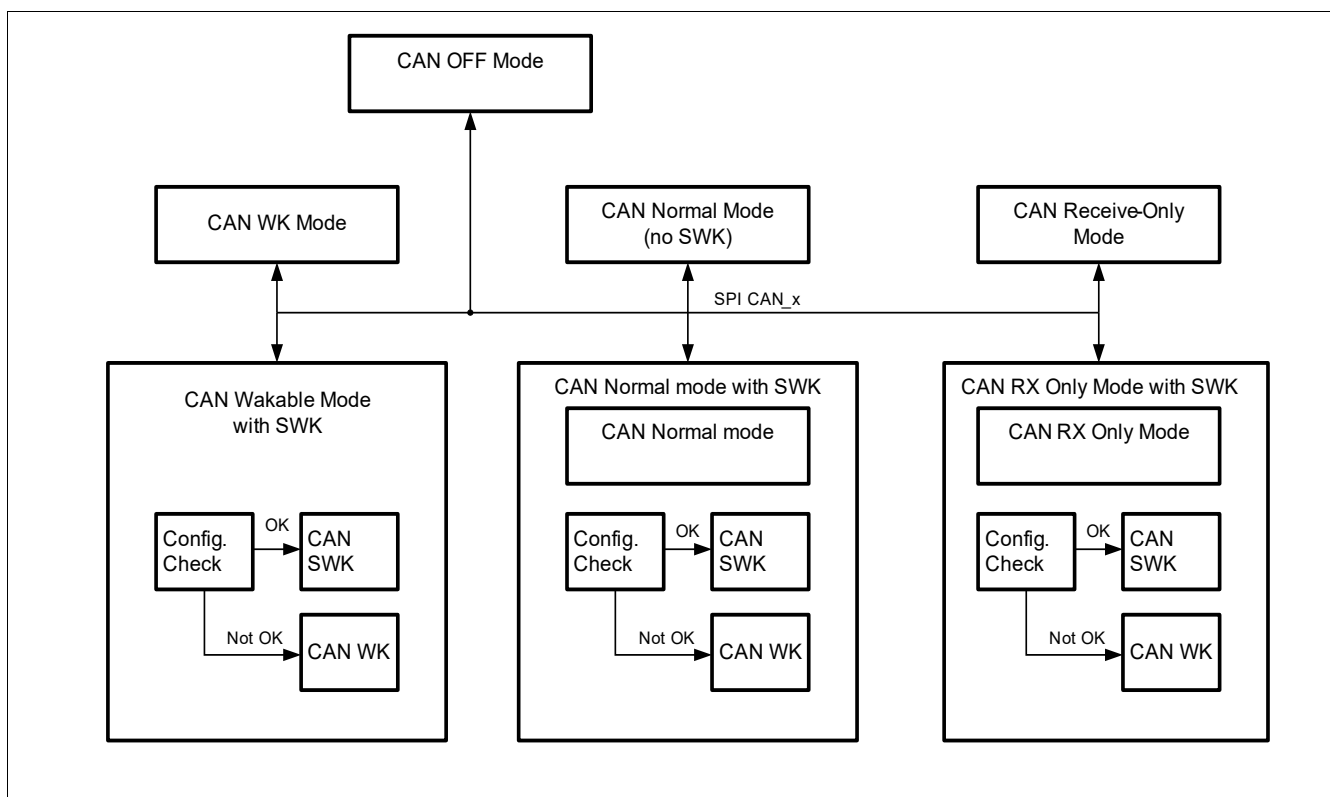 CAN OFF Mode
CAN WK Mode
CAN Normal Mode
(no SWK)
CAN Receive-Only
Mode
SPI CAN_x
CAN Wakable Mode
with SWK
Config.
Check
OK
CAN
SWK
Not OK
CAN WK
CAN Normal mode with SWK
CAN Normal mode
Config.
Check
OK
CAN
SWK
Not OK
CAN WK
CAN RX Only Mode with SWK
CAN RX Only Mode
Config.
Check
OK
CAN
SWK
Not OK
CAN WK